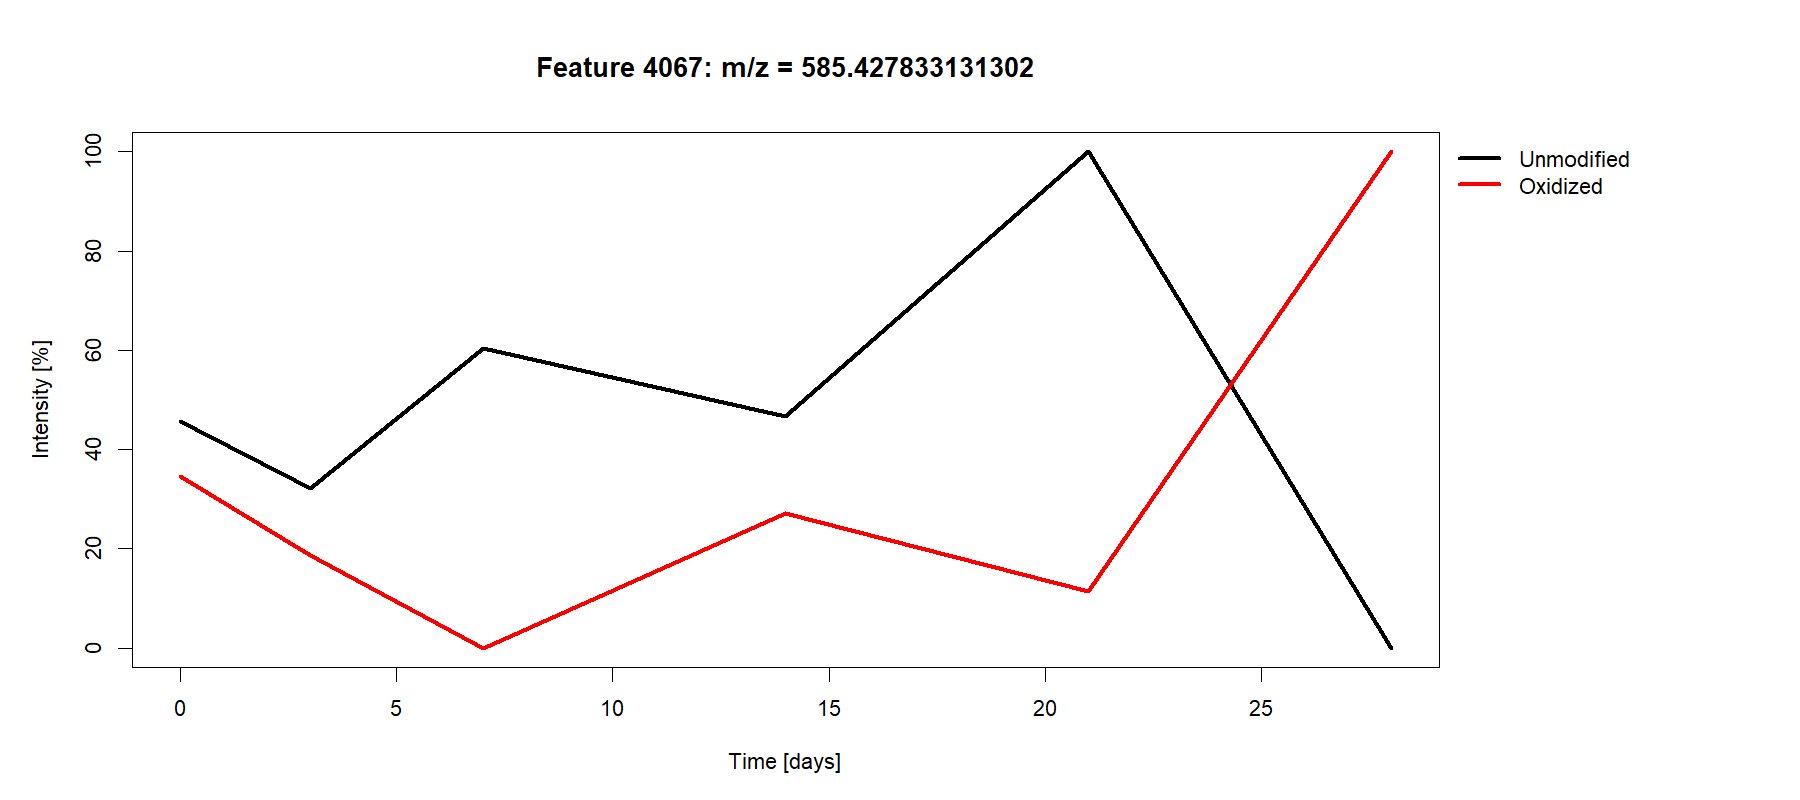 Feature 4067: m/z = 585.427833131302
Unmodified
Oxidized
Intensity [%]
100
80
60
40
20
0
0 5 10 15 20 25
Time [days]